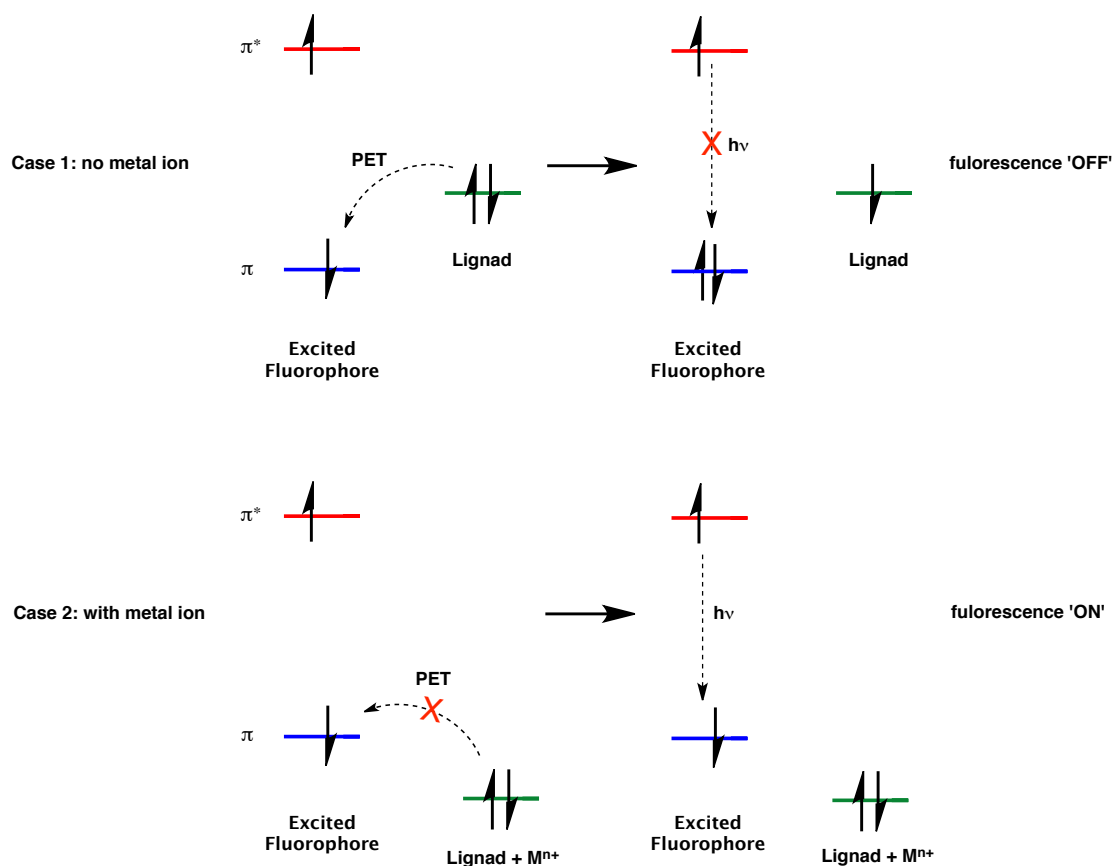 π*
Case 1: no metal ion
PET
hν
fulorescence 'OFF'
Lignad
Lignad
π
Excited
Fluorophore
Excited
Fluorophore
π*
Case 2: with metal ion
hν
fulorescence 'ON'
PET
π
Excited
Fluorophore
Excited
Fluorophore
Lignad + Mⁿ⁺
Lignad + Mⁿ⁺